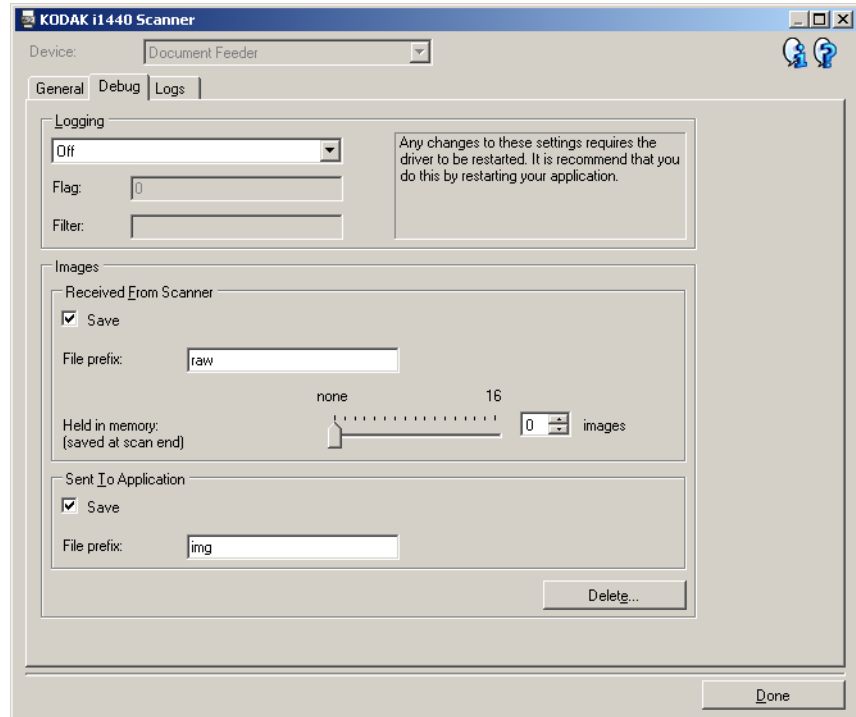 KODAK i1440 Scanner
Device: Document Feeder
General Debug Logs
Logging
Off
Any changes to these settings requires the
driver to be restarted. It is recommend that you
do this by restarting your application.
Flag: 0
Filter:
Images
Received From Scanner
Save
File prefix: raw
none 16
Held in memory:
(saved at scan end)
0 images
Sent To Application
Save
File prefix: img
Delete...
Done